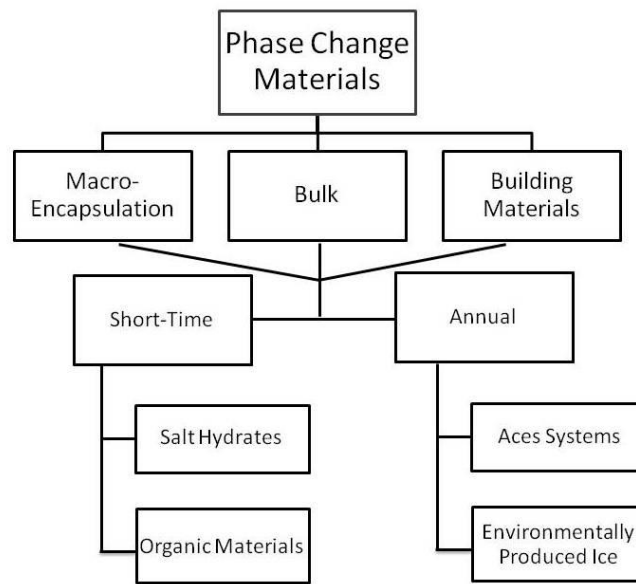 Phase Change
Materials
Macro-
Encapsulation
Bulk
Building
Materials
Short-Time
Annual
Salt Hydrates
Aces Systems
Organic Materials
Environmentally
Produced Ice